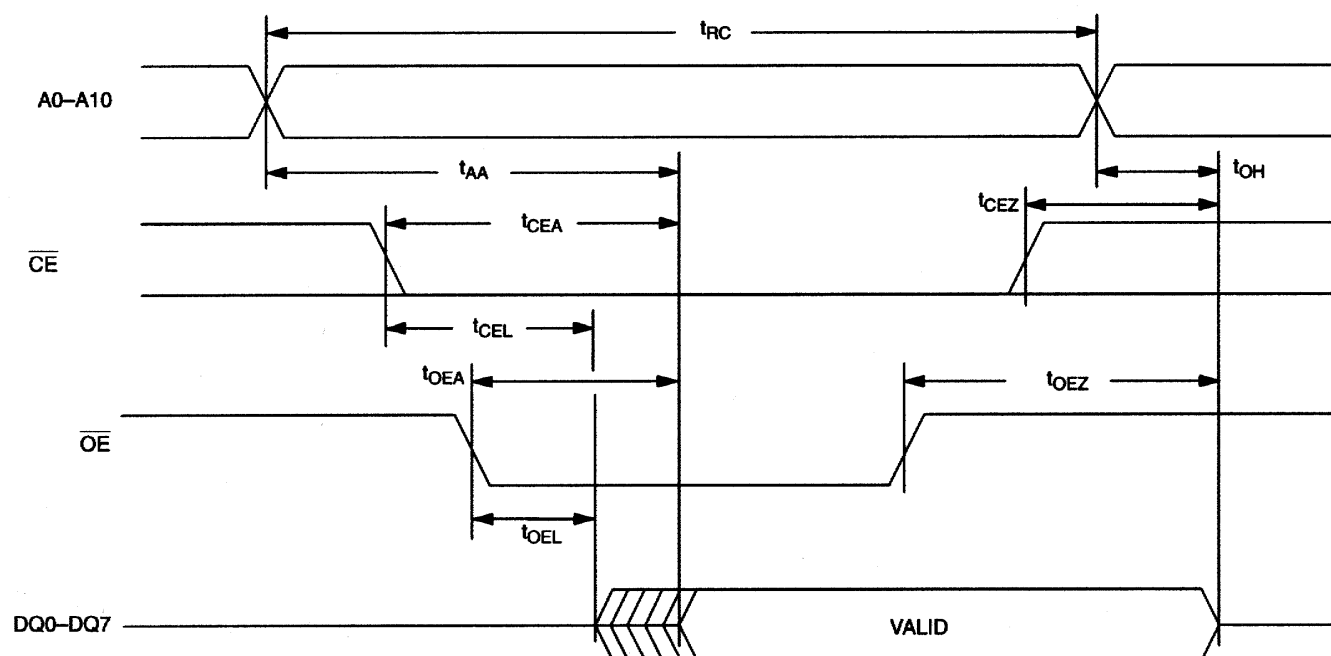 tRC
A0–A10
tAA
tOH
tCEZ
tCEA
CE
tCEL
tOEA
tOEZ
OE
tOEL
DQ0–DQ7
VALID